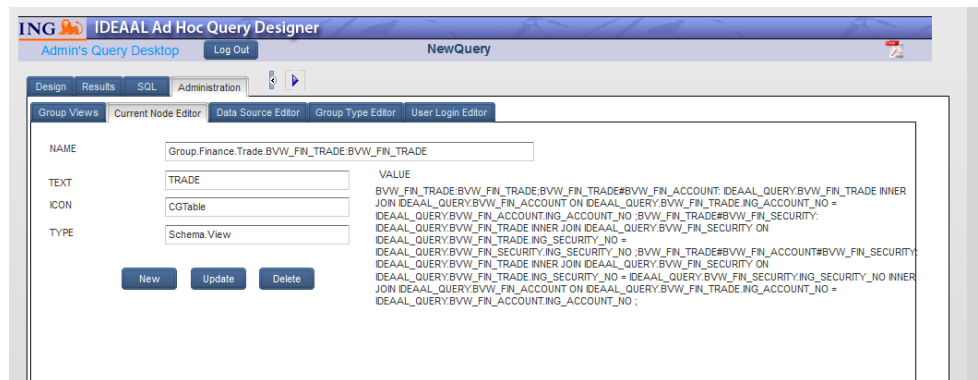 ING IDEAAL Ad Hoc Query Designer
Admin's Query Desktop Log Out NewQuery
Design Results SQL Administration
Group Views Current Node Editor Data Source Editor Group Type Editor User Login Editor
NAME Group.Finance.Trade.BVW_FIN_TRADE:BVW_FIN_TRADE
TEXT TRADE
ICON CGTable
TYPE Schema.View
New Update Delete
VALUE
BVW_FIN_TRADE:BVW_FIN_TRADE;BVW_FIN_TRADE#BVW_FIN_ACCOUNT: IDEAAL_QUERY.BVW_FIN_TRADE INNER
JOIN IDEAAL_QUERY.BVW_FIN_ACCOUNT ON IDEAAL_QUERY.BVW_FIN_TRADE.ING_ACCOUNT_NO =
IDEAAL_QUERY.BVW_FIN_ACCOUNT.ING_ACCOUNT_NO ;BVW_FIN_TRADE#BVW_FIN_SECURITY:
IDEAAL_QUERY.BVW_FIN_TRADE INNER JOIN IDEAAL_QUERY.BVW_FIN_SECURITY ON
IDEAAL_QUERY.BVW_FIN_TRADE.ING_SECURITY_NO =
IDEAAL_QUERY.BVW_FIN_SECURITY.ING_SECURITY_NO ;BVW_FIN_TRADE#BVW_FIN_ACCOUNT#BVW_FIN_SECURITY:
IDEAAL_QUERY.BVW_FIN_TRADE INNER JOIN IDEAAL_QUERY.BVW_FIN_SECURITY ON
IDEAAL_QUERY.BVW_FIN_TRADE.ING_SECURITY_NO = IDEAAL_QUERY.BVW_FIN_SECURITY.ING_SECURITY_NO INNER
JOIN IDEAAL_QUERY.BVW_FIN_ACCOUNT ON IDEAAL_QUERY.BVW_FIN_TRADE.ING_ACCOUNT_NO =
IDEAAL_QUERY.BVW_FIN_ACCOUNT.ING_ACCOUNT_NO ;